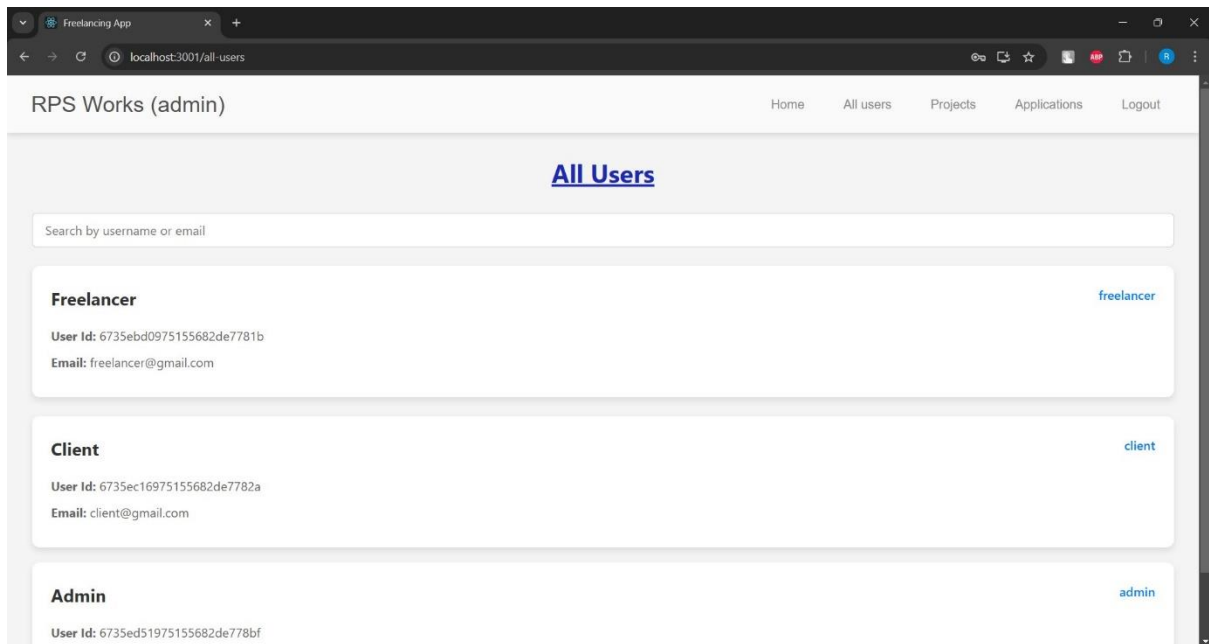 Freelancing App
localhost:3001/all-users
ABP
R
RPS Works (admin)
Home
All users
Projects
Applications
Logout
All Users
Search by username or email
Freelancer
freelancer
User Id: 6735ebd0975155682de7781b
Email: freelancer@gmail.com
Client
client
User Id: 6735ec16975155682de7782a
Email: client@gmail.com
Admin
admin
User Id: 6735ed51975155682de778bf